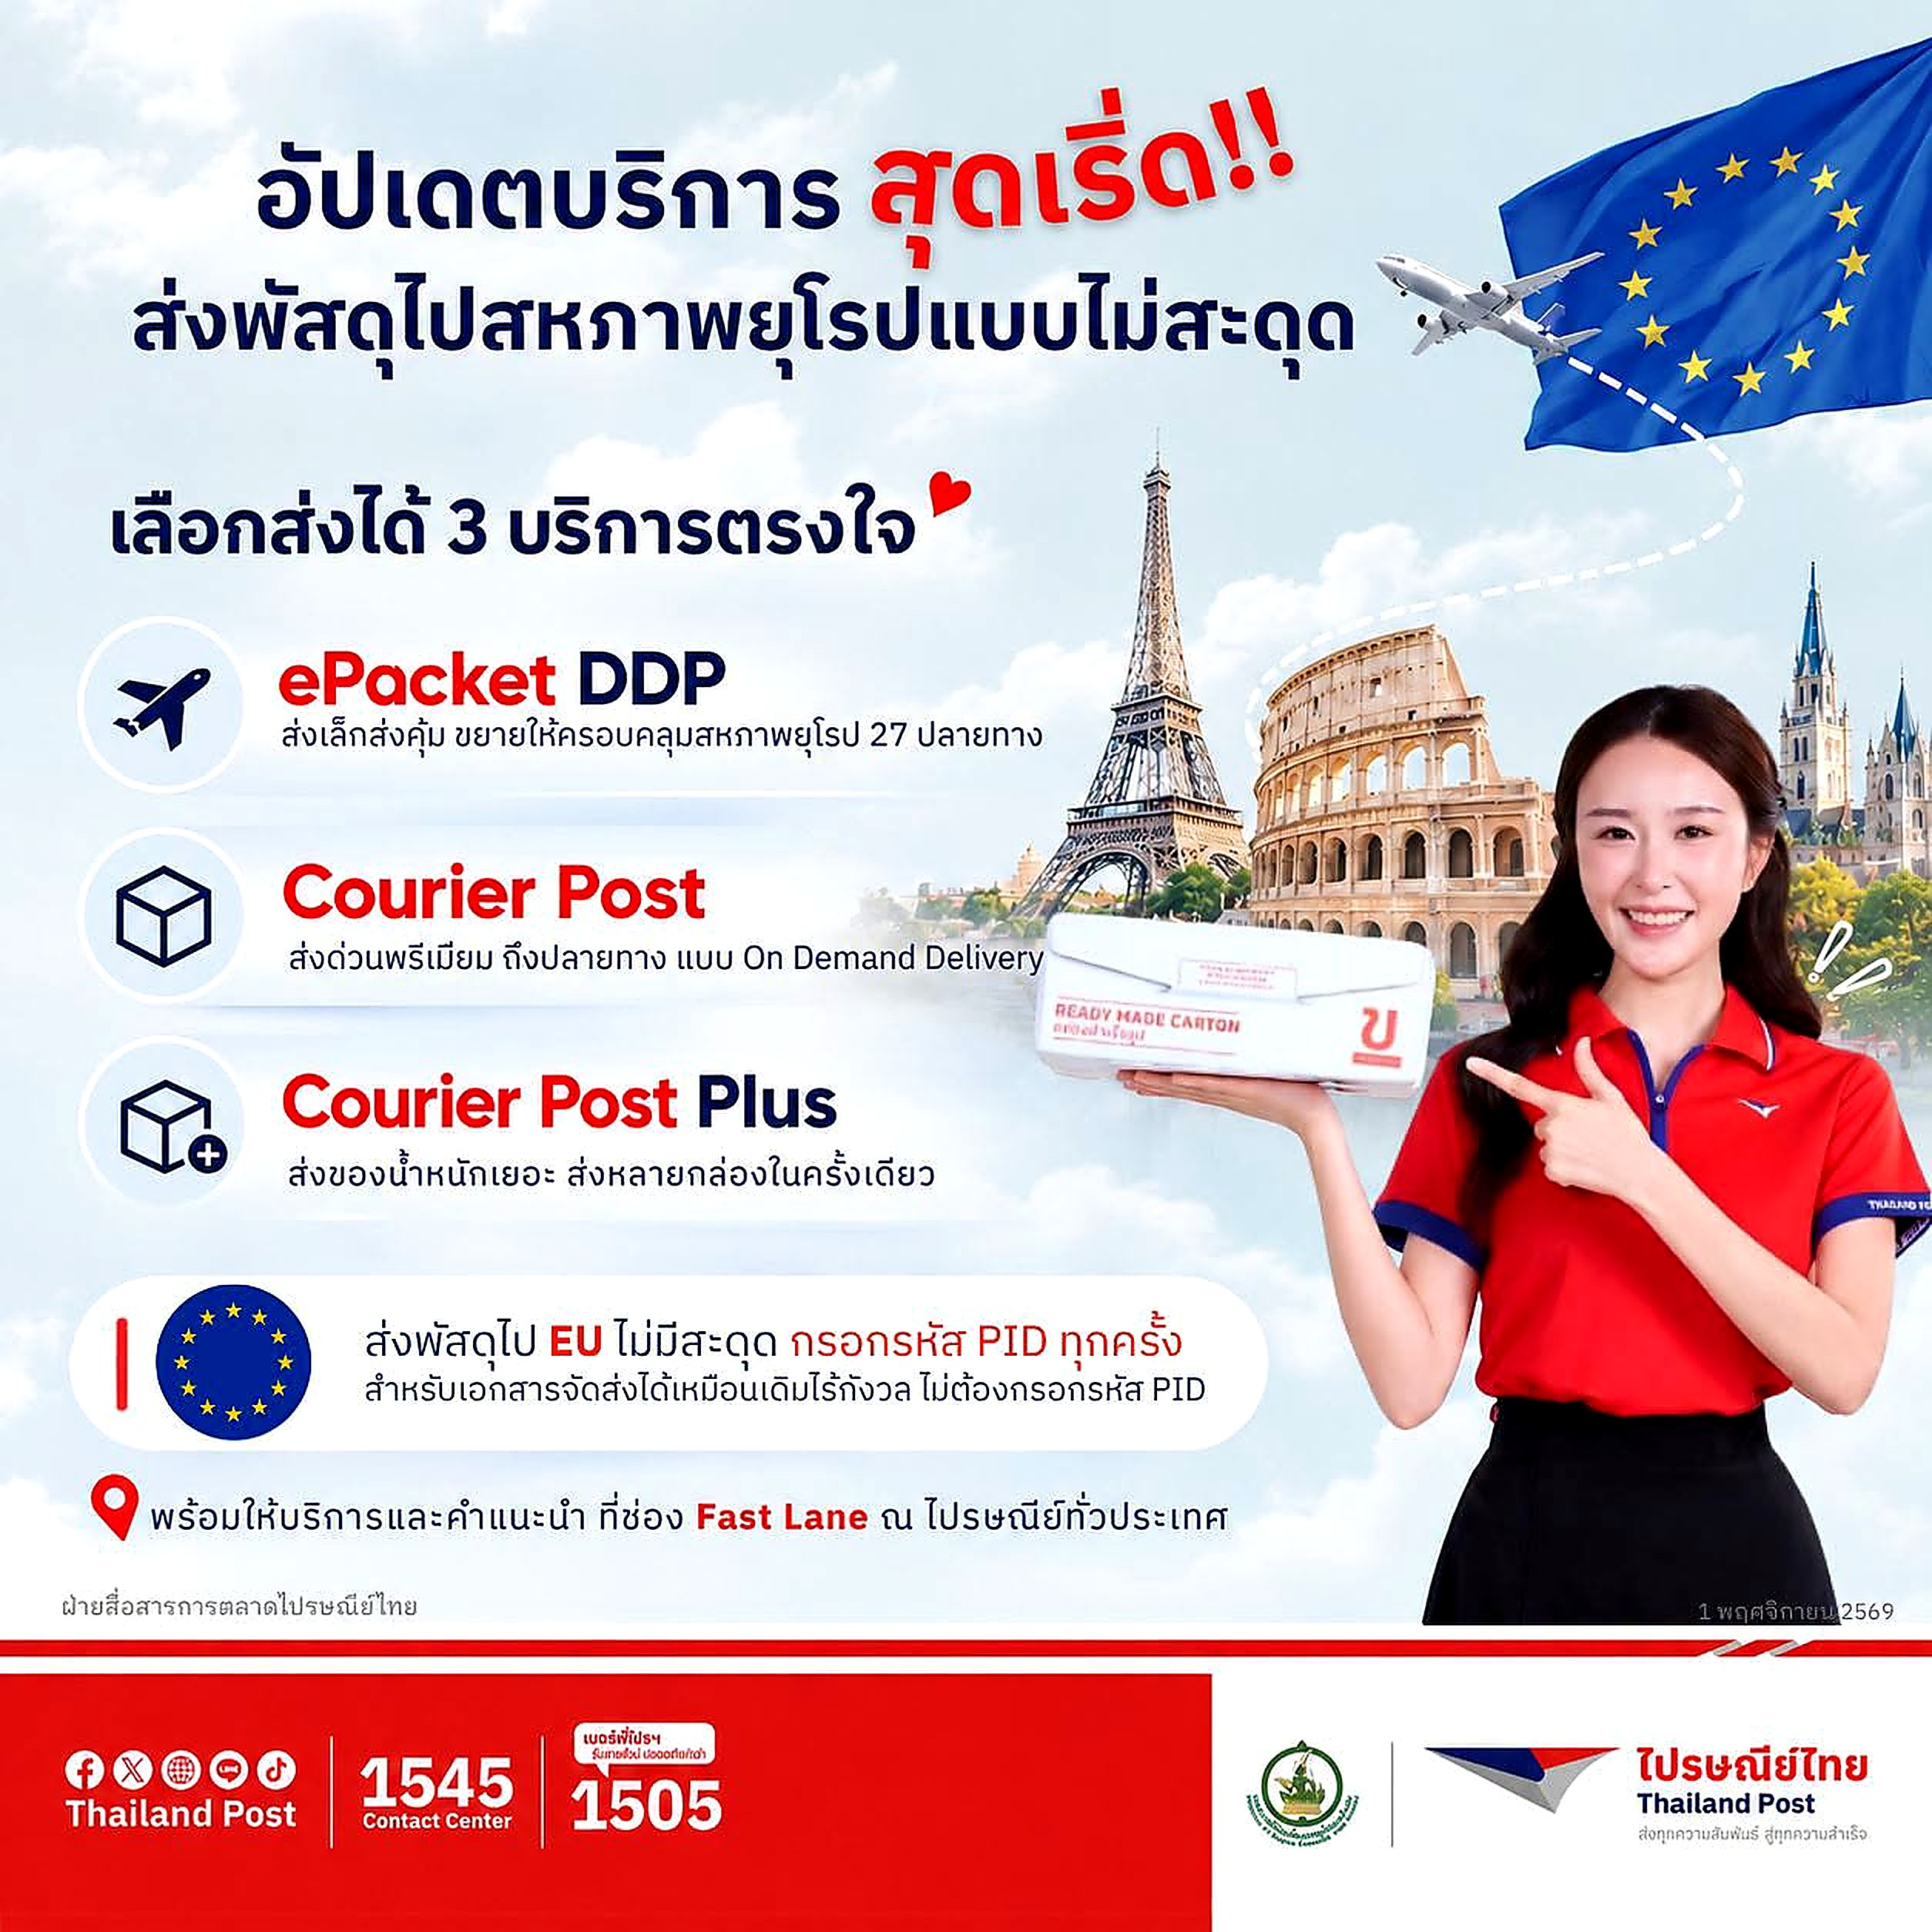 อัปเดตบริการ สุดเริ่ด!!
ส่งพัสดุไปสหภาพยุโรปแบบไม่สะดุด
เลือกส่งได้ 3 บริการตรงใจ
ePacket DDP
ส่งเล็กส่งคุ้ม ขยายให้ครอบคลุมสหภาพยุโรป 27 ปลายทาง
Courier Post
ส่งด่วนพรีเมียม ถึงปลายทาง แบบ On Demand Delivery
READY MADE CARTON
ข
Courier Post Plus
ส่งของน้ำหนักเยอะ ส่งหลายกล่องในครั้งเดียว
ส่งพัสดุไป EU ไม่มีสะดุด กรอกรหัส PID ทุกครั้ง
สำหรับเอกสารจัดส่งได้เหมือนเดิมไร้กังวล ไม่ต้องกรอกรหัส PID
พร้อมให้บริการและคำแนะนำ ที่ช่อง Fast Lane ณ ไปรษณีย์ทั่วประเทศ
ฝ่ายสื่อสารการตลาดไปรษณีย์ไทย
1 พฤศจิกายน 2569
Thailand Post
1545
Contact Center
เบอร์พี่ไปรฯ
1505
ไปรษณีย์ไทย
Thailand Post
ส่งทุกความสัมพันธ์ สู่ทุกความสำเร็จ